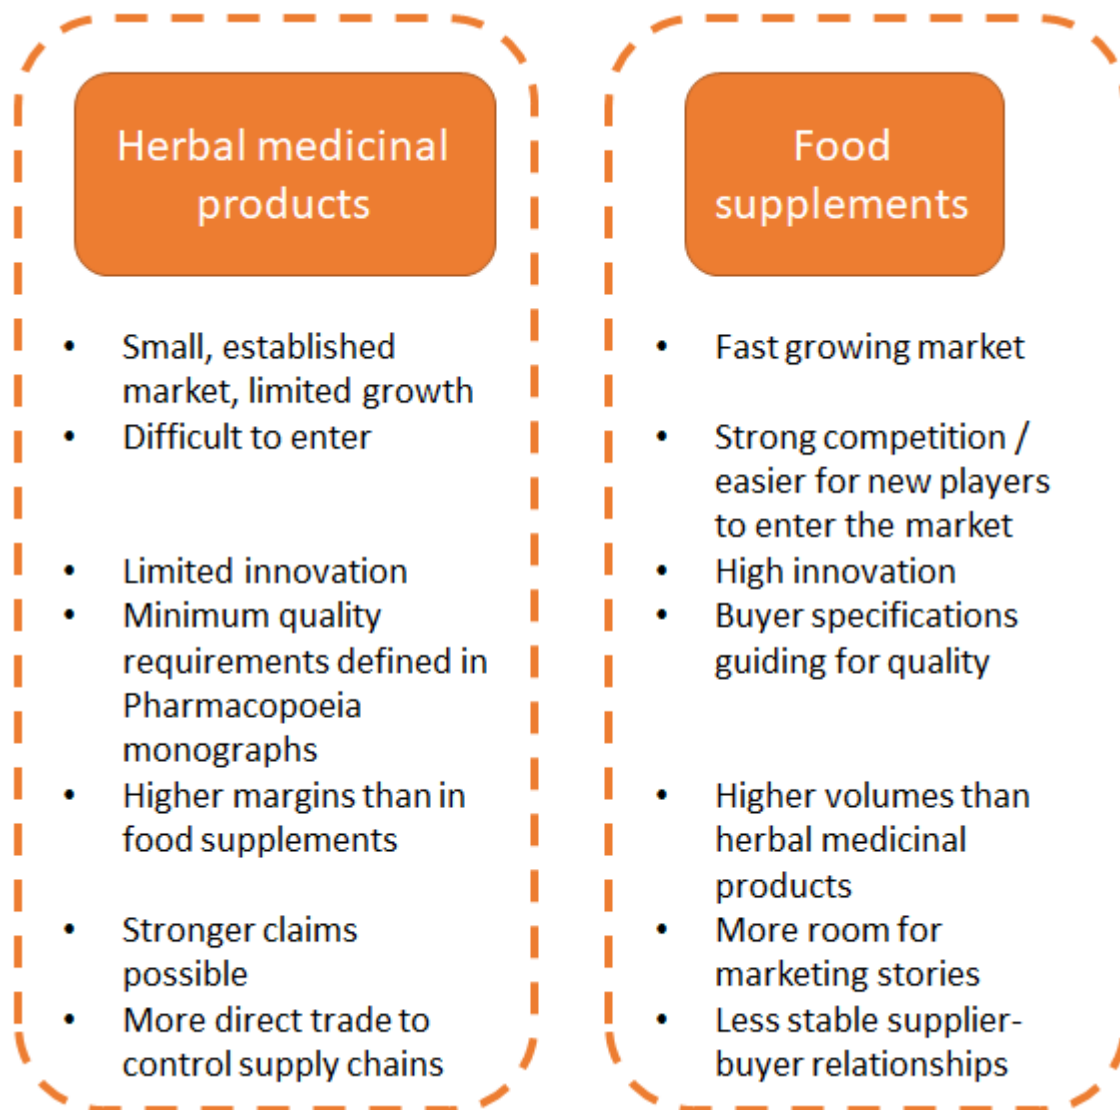 Herbal medicinal
products
• Small, established
market, limited growth
• Difficult to enter
• Limited innovation
• Minimum quality
requirements defined in
Pharmacopoeia
monographs
• Higher margins than in
food supplements
• Stronger claims
possible
• More direct trade to
control supply chains
Food
supplements
• Fast growing market
• Strong competition /
easier for new players
to enter the market
• High innovation
• Buyer specifications
guiding for quality
• Higher volumes than
herbal medicinal
products
• More room for
marketing stories
• Less stable supplier-
buyer relationships